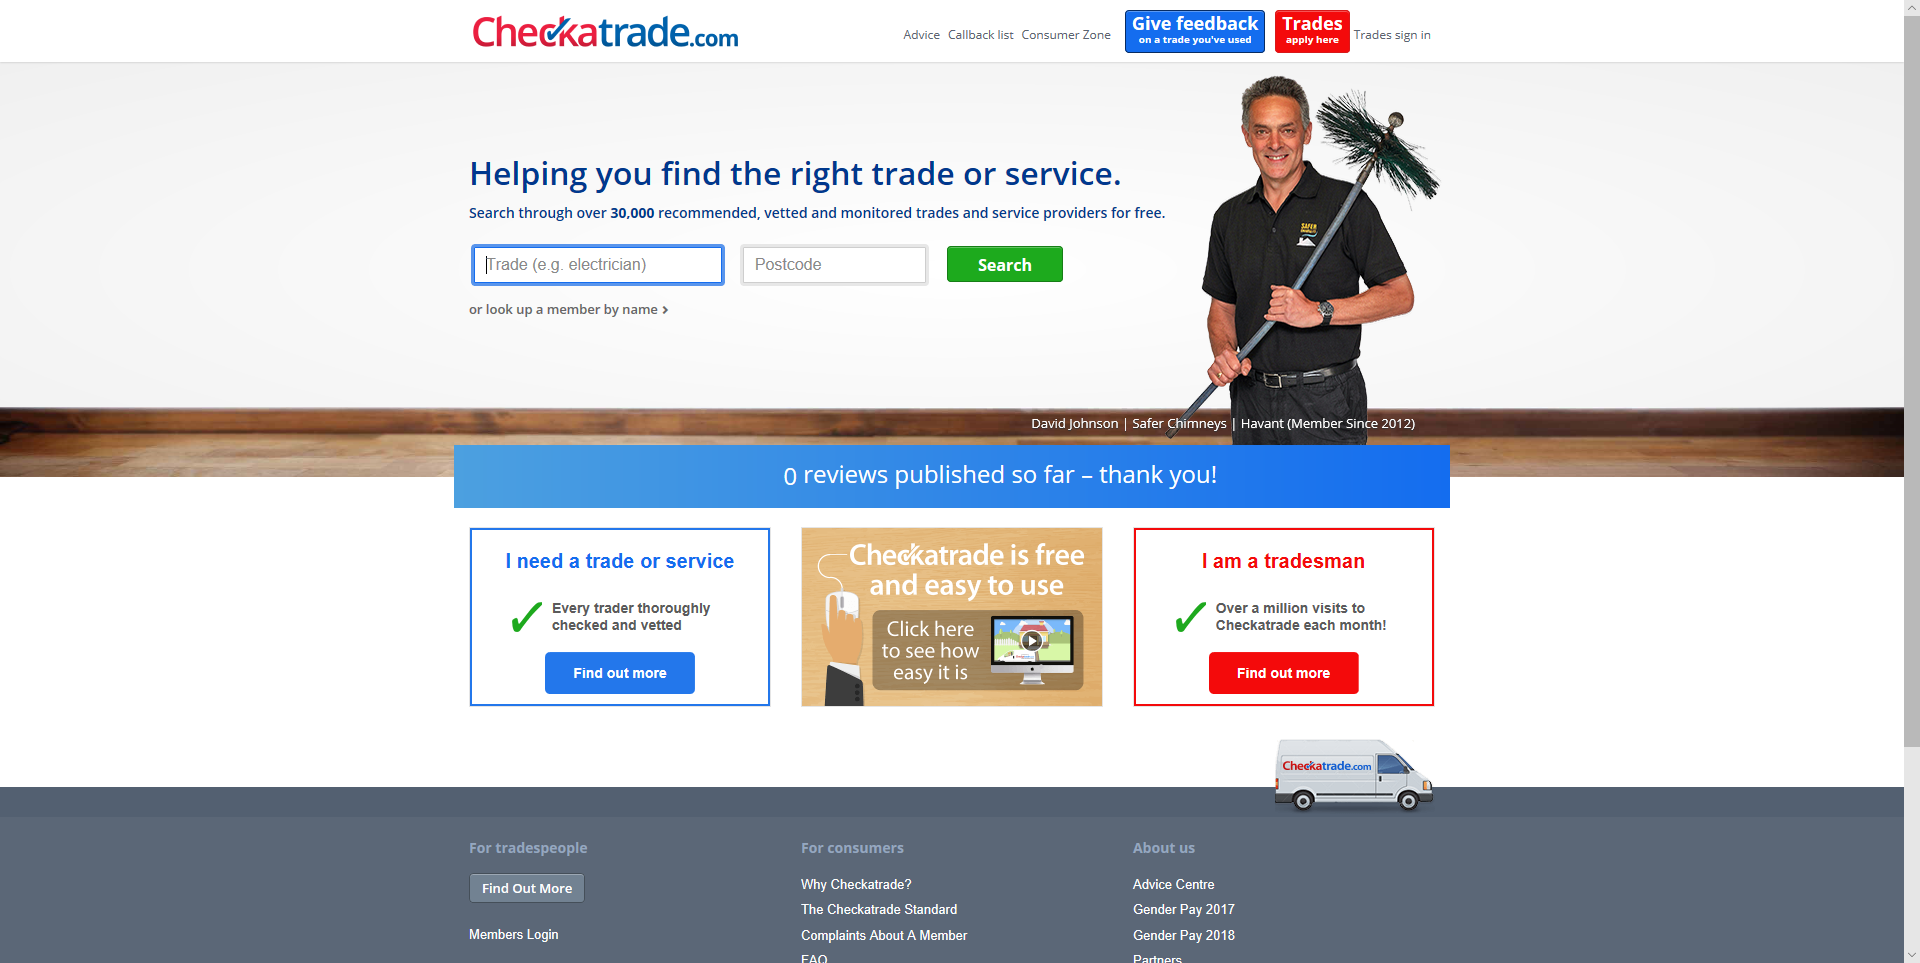 Checkatrade.com
Advice Callback list Consumer Zone
Give feedback
on a trade you've used
Trades
apply here
Trades sign in
Helping you find the right trade or service.
Search through over 30,000 recommended, vetted and monitored trades and service providers for free.
Trade (e.g. electrician)
Postcode
Search
or look up a member by name ›
SAFER
David Johnson | Safer Chimneys | Havant (Member Since 2012)
0 reviews published so far – thank you!
I need a trade or service
Every trader thoroughly
checked and vetted
Find out more
Checkatrade is free
and easy to use
Click here
to see how
easy it is
I am a tradesman
Over a million visits to
Checkatrade each month!
Find out more
Checkatrade.com
For tradespeople
Find Out More
Members Login
For consumers
Why Checkatrade?
The Checkatrade Standard
Complaints About A Member
FAQ
About us
Advice Centre
Gender Pay 2017
Gender Pay 2018
Partners